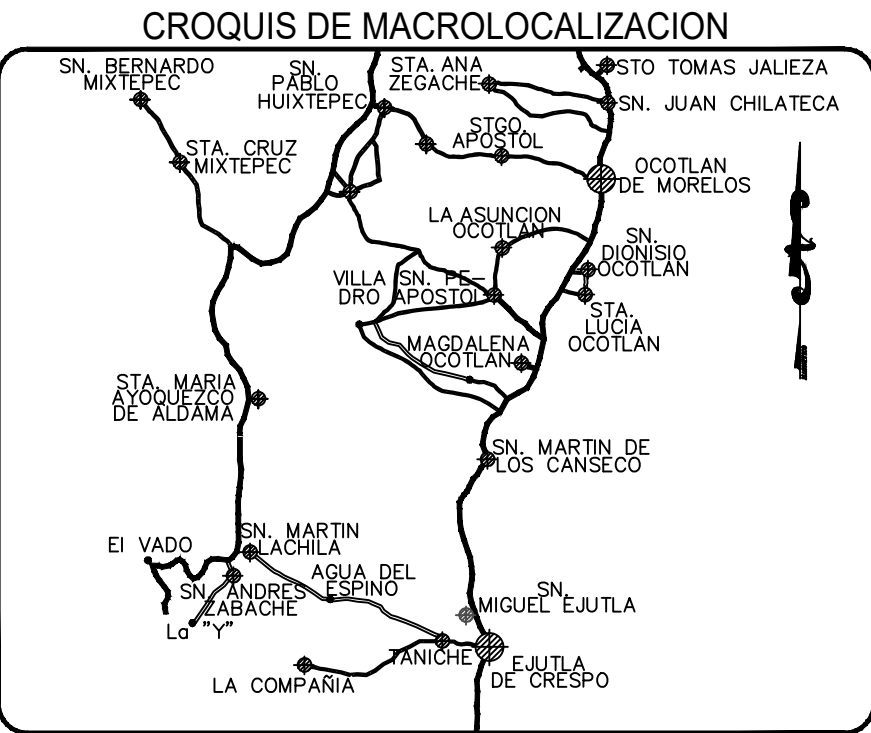 CROQUIS DE MACROLOCALIZACION
SN. BERNARDO
MIXTEPEC
SN.
PABLO
HUIXTEPEC
STA. ANA
ZEGACHE
STO TOMAS JALIEZA
SN. JUAN CHILATECA
STA. CRUZ
MIXTEPEC
STGO.
APOSTOL
OCOTLAN
DE MORELOS
LA ASUNCION
OCOTLAN
SN.
DIONISIO
OCOTLAN
VILLA SN. PE-
DRO APOSTOL
STA.
LUCIA
OCOTLAN
MAGDALENA
OCOTLAN
STA. MARIA
AYOQUEZCO
DE ALDAMA
SN. MARTIN DE
LOS CANSECO
SN. MARTIN
LACHILA
El VADO
AGUA DEL
ESPINO
SN. ANDRES
ZABACHE
La "Y"
SN.
MIGUEL EJUTLA
TANICHE
EJUTLA
DE CRESPO
LA COMPAÑIA